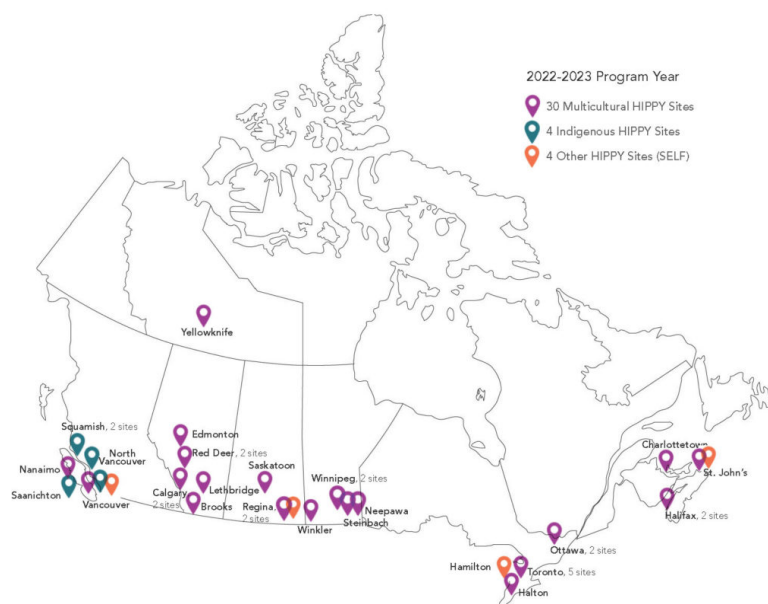 2022-2023 Program Year
30 Multicultural HIPPY Sites
4 Indigenous HIPPY Sites
4 Other HIPPY Sites (SELF)
Yellowknife
Squamish, 2 sites
North
Vancouver
Nanaimo
Saanichton
Vancouver
Edmonton
Red Deer, 2 sites
Calgary
2 sites
Lethbridge
Brooks
Saskatoon
Regina,
2 sites
Winkler
Winnipeg, 2 sites
Neepawa
Steinbach
Charlottetown
St. John's
Halifax, 2 sites
Ottawa, 2 sites
Hamilton
Toronto, 5 sites
Halton